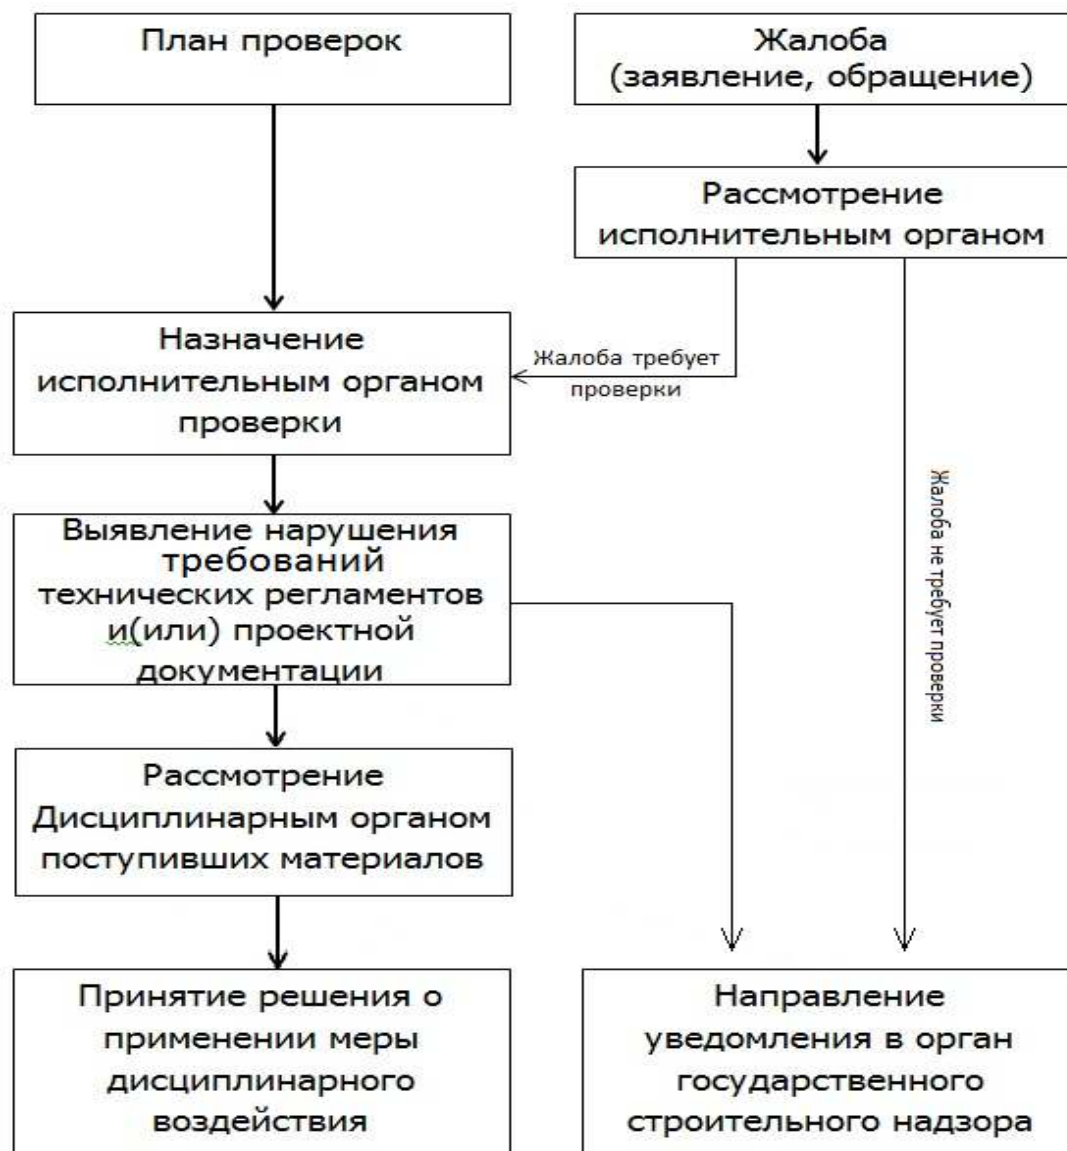 План проверок
Жалоба
(заявление, обращение)
Рассмотрение
исполнительным органом
Назначение
исполнительным органом
проверки
Жалоба требует
проверки
Жалоба не требует проверки
Выявление нарушения
требований
технических регламентов
и(или) проектной
документации
Рассмотрение
Дисциплинарным органом
поступивших материалов
Принятие решения о
применении меры
дисциплинарного
воздействия
Направление
уведомления в орган
государственного
строительного надзора